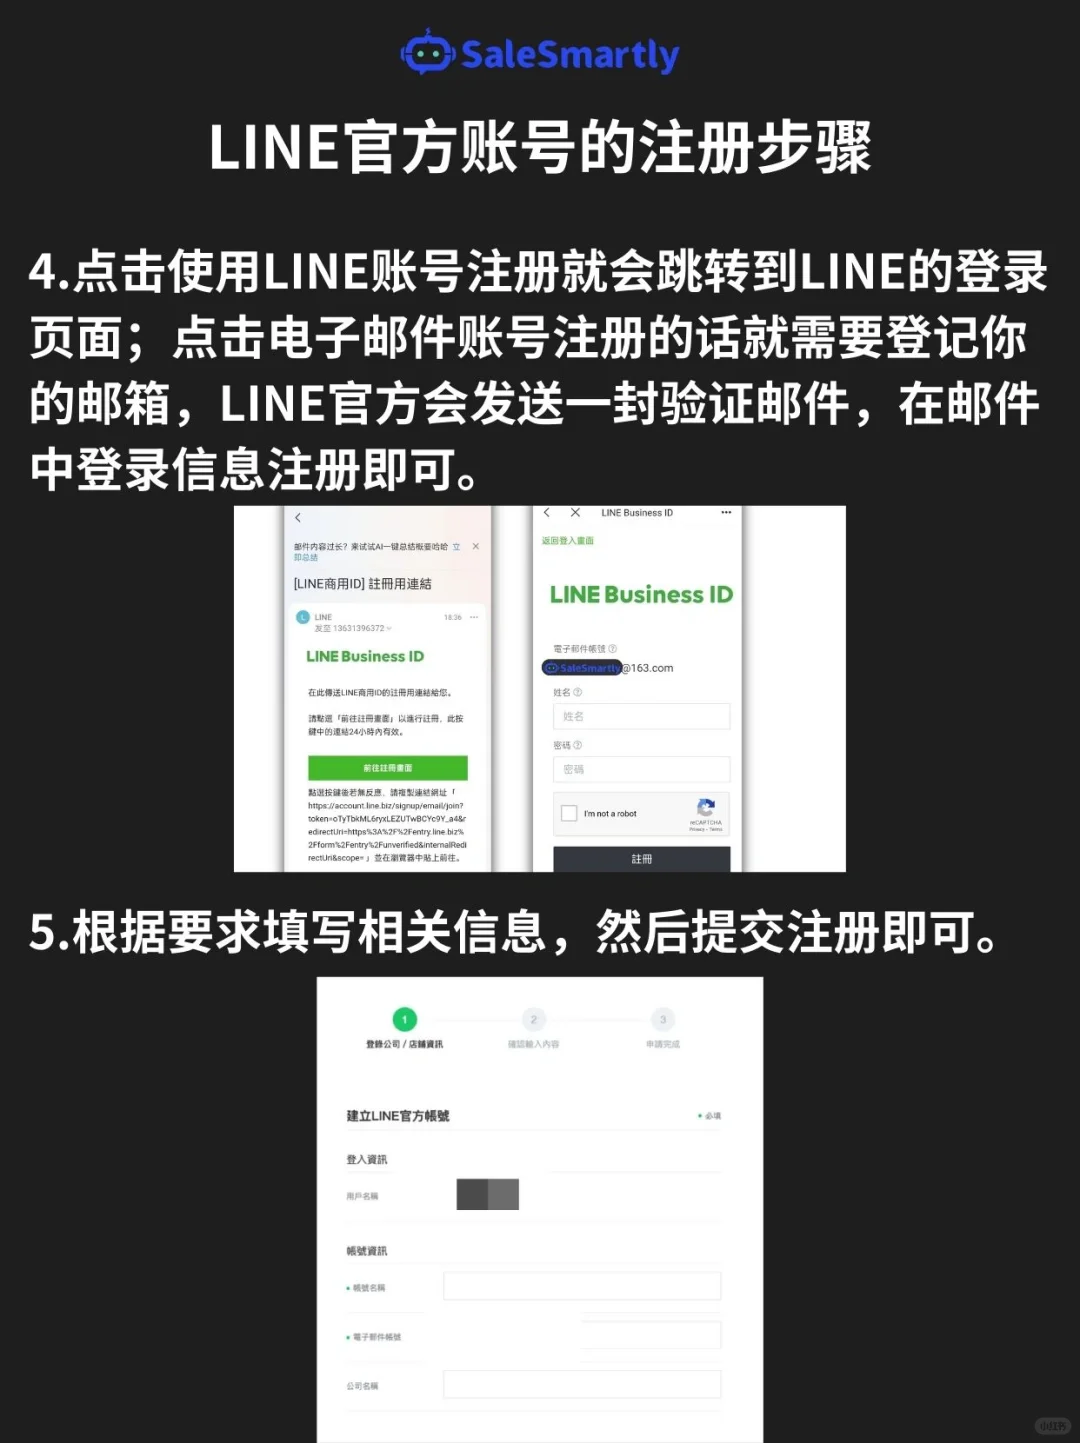 SaleSmartly
LINE官方账号的注册步骤
4.点击使用LINE账号注册就会跳转到LINE的登录
页面；点击电子邮件账号注册的话就需要登记你
的邮箱，LINE官方会发送一封验证邮件，在邮件
中登录信息注册即可。
邮件内容过长？来试试AI一键总结概要哈哈 立
即总结
[LINE商用ID] 註冊用連結
L LINE 18:36
发至 13631396372
LINE Business ID
在此傳送LINE商用ID的註冊用連結給您。
請點選「前往註冊畫面」以進行註冊，此按
鍵中的連結24小時內有效。
前往註冊畫面
點選按鍵後若無反應，請複製連結網址「
https://account.line.biz/signup/email/join?
token=oTyTbkML6ryxLEZUTwBCYc9Y_a4&r
edirectUri=https%3A%2F%2Fentry.line.biz%
2Fform%2Fentry%2Funverified&internalRedi
rectUri&scope= 」並在瀏覽器中貼上前往。
LINE Business ID
返回登入畫面
LINE Business ID
電子郵件帳號
SaleSmartly@163.com
姓名
姓名
密碼
密碼
I'm not a robot
reCAPTCHA
Privacy - Terms
註冊
5.根据要求填写相关信息，然后提交注册即可。
1 2 3
登錄公司 / 店鋪資訊 確認輸入內容 申請完成
建立LINE官方帳號 必填
登入資訊
用戶名稱
帳號資訊
帳號名稱
電子郵件帳號
公司名稱
小红书